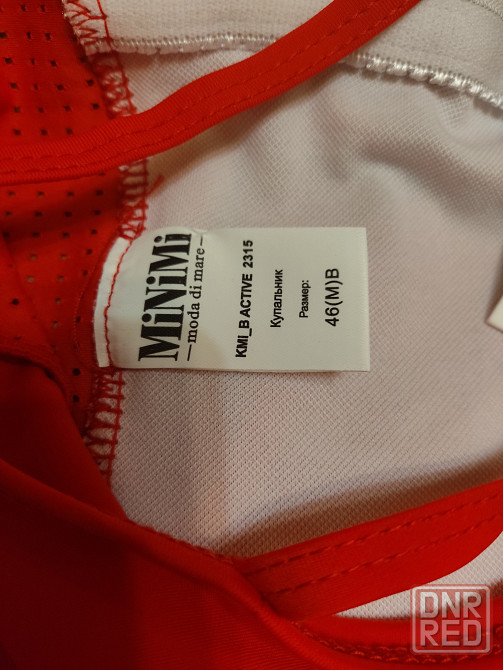 MiNiMi
—moda di mare—
KMI_B ACTIVE 2315
Купальник
Размер:
46(M)B
DNR
RED